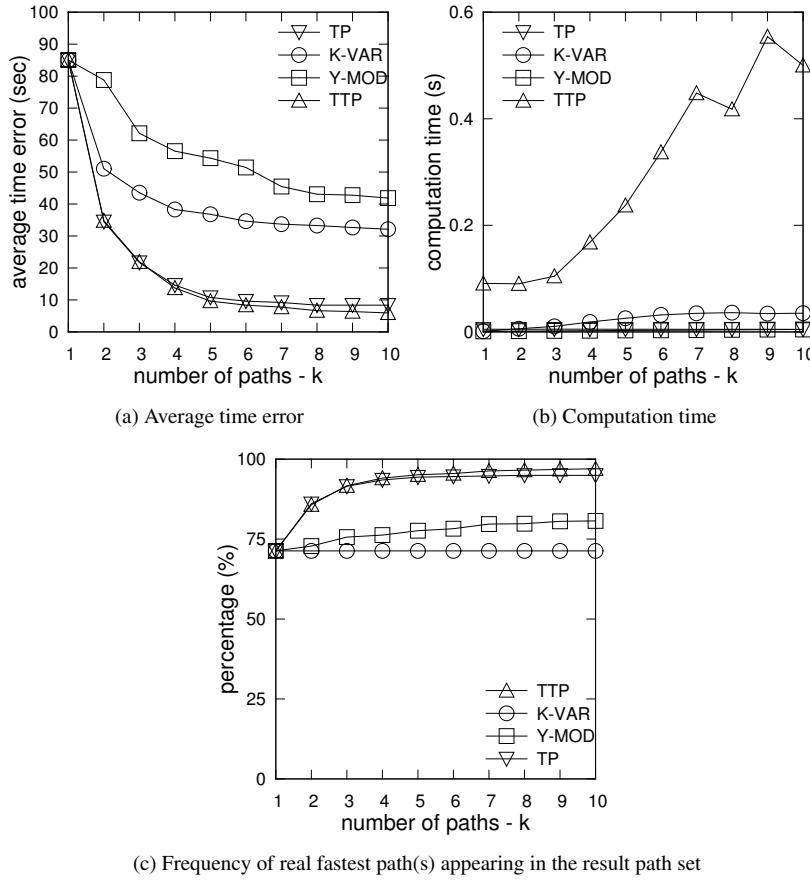 100
90
80
70
60
50
40
30
20
10
0
average time error (sec)
1 2 3 4 5 6 7 8 9 10
number of paths - k
TP
K-VAR
Y-MOD
TTP
(a) Average time error
0.6
0.4
0.2
0
computation time (s)
1 2 3 4 5 6 7 8 9 10
number of paths - k
TP
K-VAR
Y-MOD
TTP
(b) Computation time
100
75
50
25
0
percentage (%)
1 2 3 4 5 6 7 8 9 10
number of paths - k
TTP
K-VAR
Y-MOD
TP
(c) Frequency of real fastest path(s) appearing in the result path set